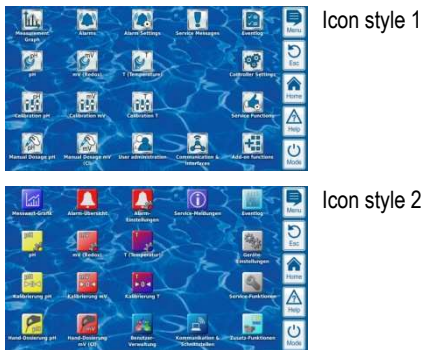 Icon style 1
Measurement Graph
Alarms
Alarm Settings
Service Messages
Eventlog
Menu
pH
mV (Redox)
T (Temperature)
Controller Settings
Esc
Home
Calibration pH
Calibration mV
Calibration T
Service Functions
Help
Manual Dosage pH
Manual Dosage mV (Cl)
User administration
Communication & Interfaces
Add-on functions
Mode
Icon style 2
Messwert-Grafik
Alarm-Übersicht
Alarm-Einstellungen
Service-Meldungen
Eventlog
Menu
pH
mV (Redox)
T (Temperatur)
Geräte-Einstellungen
Esc
Home
Kalibrierung pH
Kalibrierung mV
Kalibrierung T
Service-Funktionen
Help
Hand-Dosierung pH
Hand-Dosierung mV (Cl)
Benutzer-Verwaltung
Kommunikation & Schnittstellen
Zusatz-Funktionen
Mode